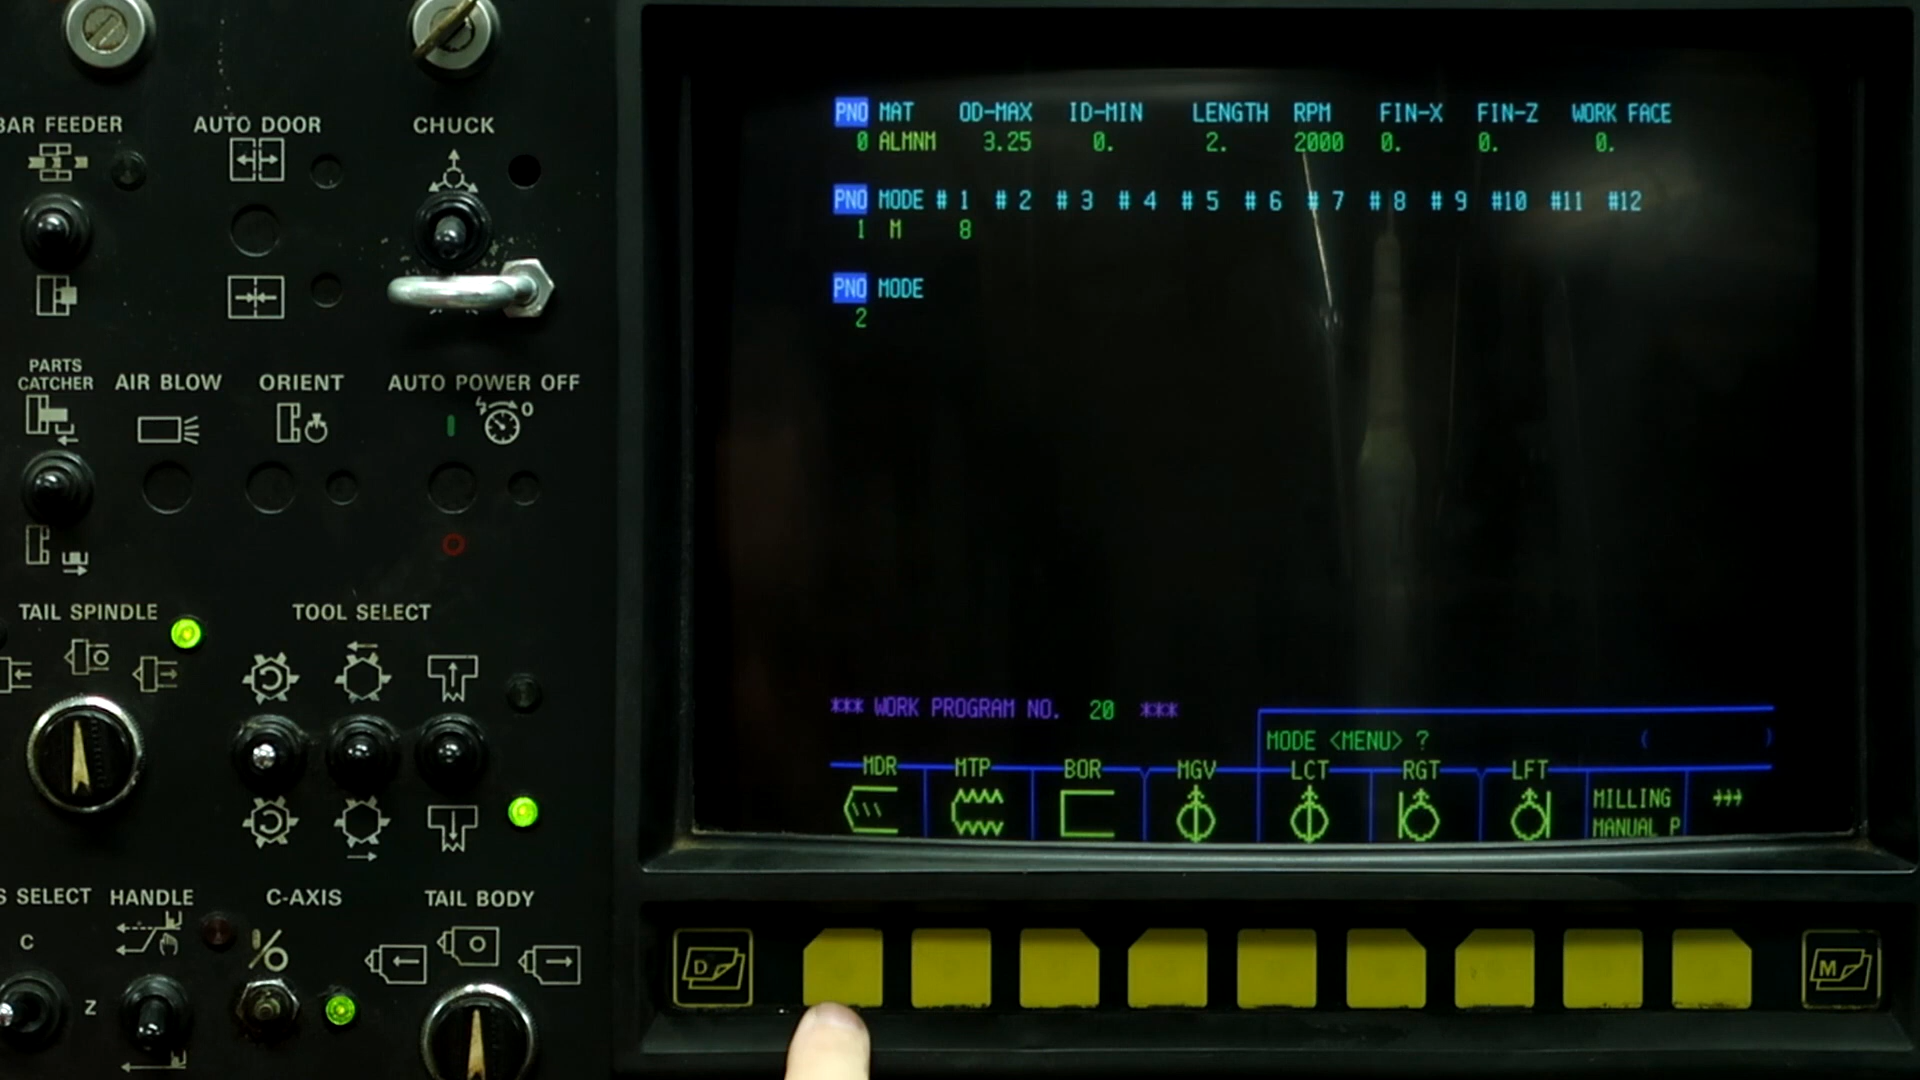 BAR FEEDER AUTO DOOR CHUCK
PARTS CATCHER AIR BLOW ORIENT AUTO POWER OFF
O
TAIL SPINDLE TOOL SELECT
S SELECT HANDLE C-AXIS TAIL BODY
C
Z
PNO MAT OD-MAX ID-MIN LENGTH RPM FIN-X FIN-Z WORK FACE
0 ALMNM 3.25 0. 2. 2000 0. 0. 0.
PNO MODE # 1 # 2 # 3 # 4 # 5 # 6 # 7 # 8 # 9 #10 #11 #12
1 M 8
PNO MODE
2
*** WORK PROGRAM NO. 20 ***
MODE <MENU> ? ( )
MDR MTP BOR MGV LCT RGT LFT MILLING MANUAL P
D M